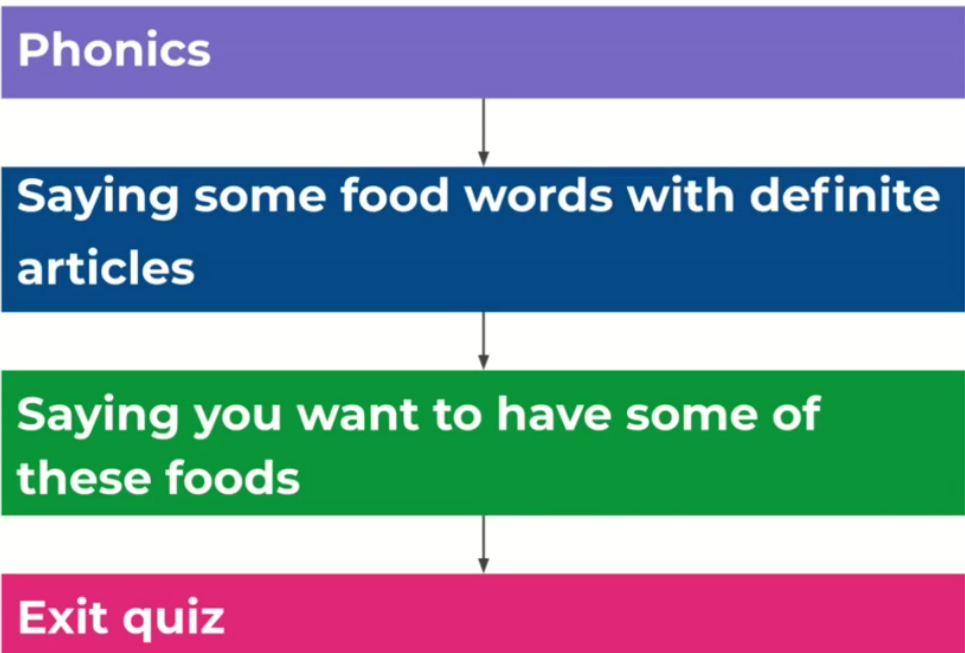 Phonics
Saying some food words with definite
articles
Saying you want to have some of
these foods
Exit quiz